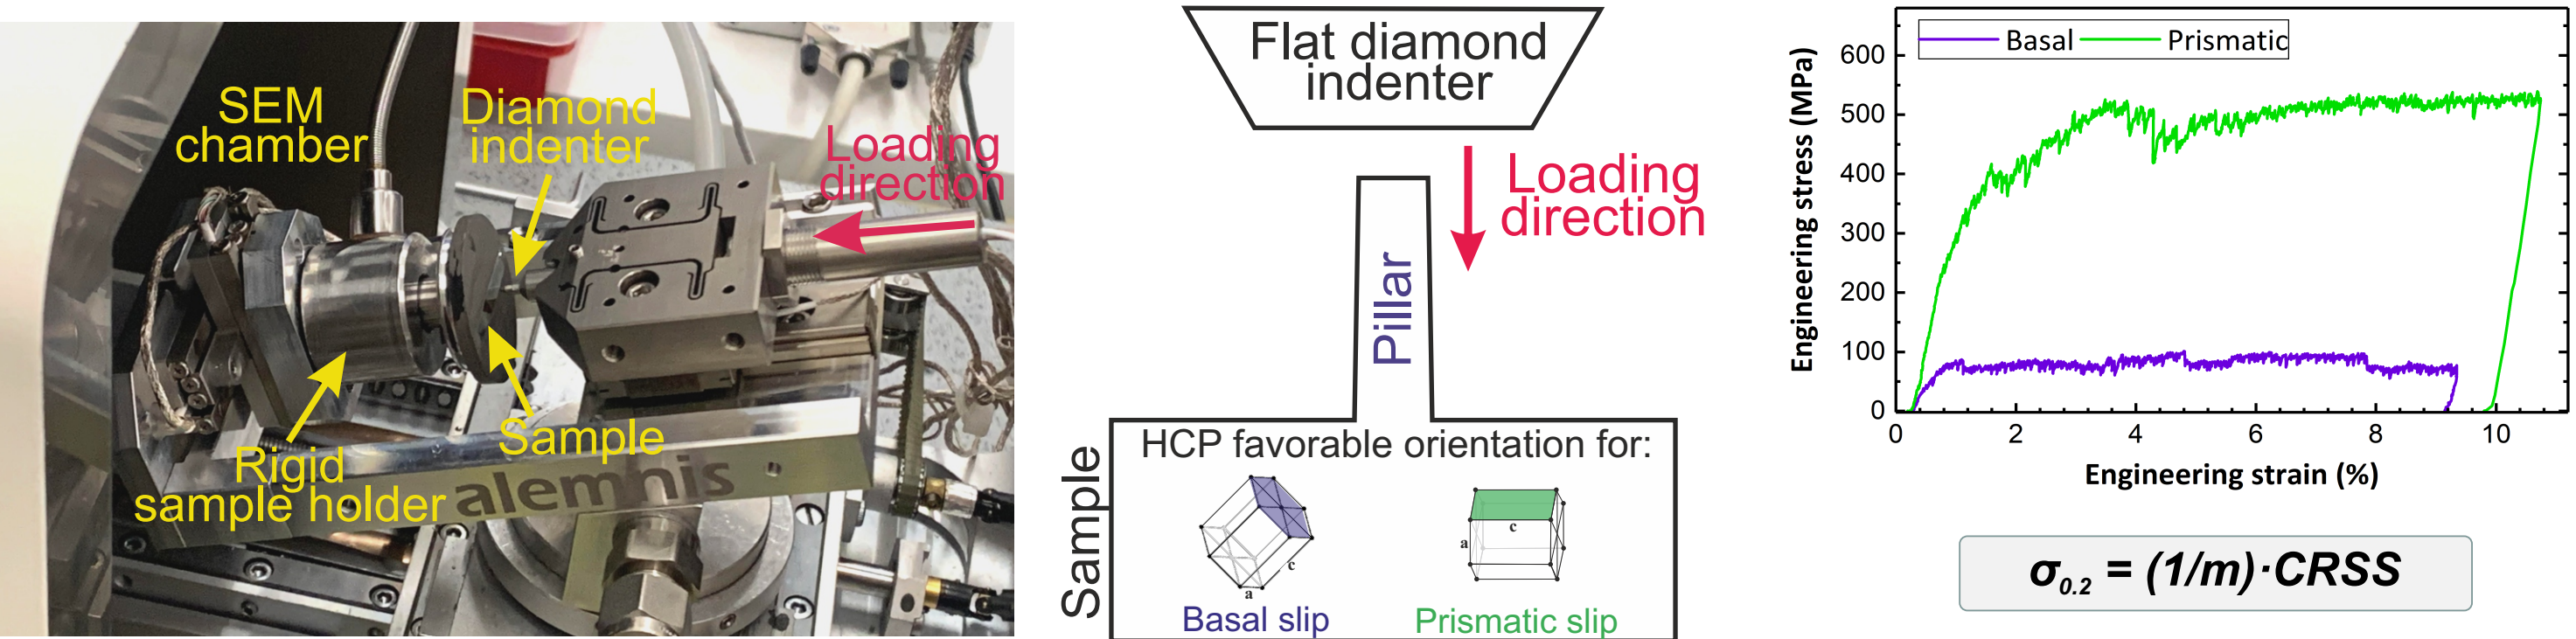 SEM
chamber
Diamond
indenter
Loading
direction
Rigid
sample holder
Sample
alemnis
Flat diamond
indenter
Loading
direction
Pillar
Sample
HCP favorable orientation for:
c
a
Basal slip
c
a
Prismatic slip
Basal
Prismatic
Engineering stress (MPa)
600
500
400
300
200
100
0
0 2 4 6 8 10
Engineering strain (%)
σ0.2 = (1/m)·CRSS